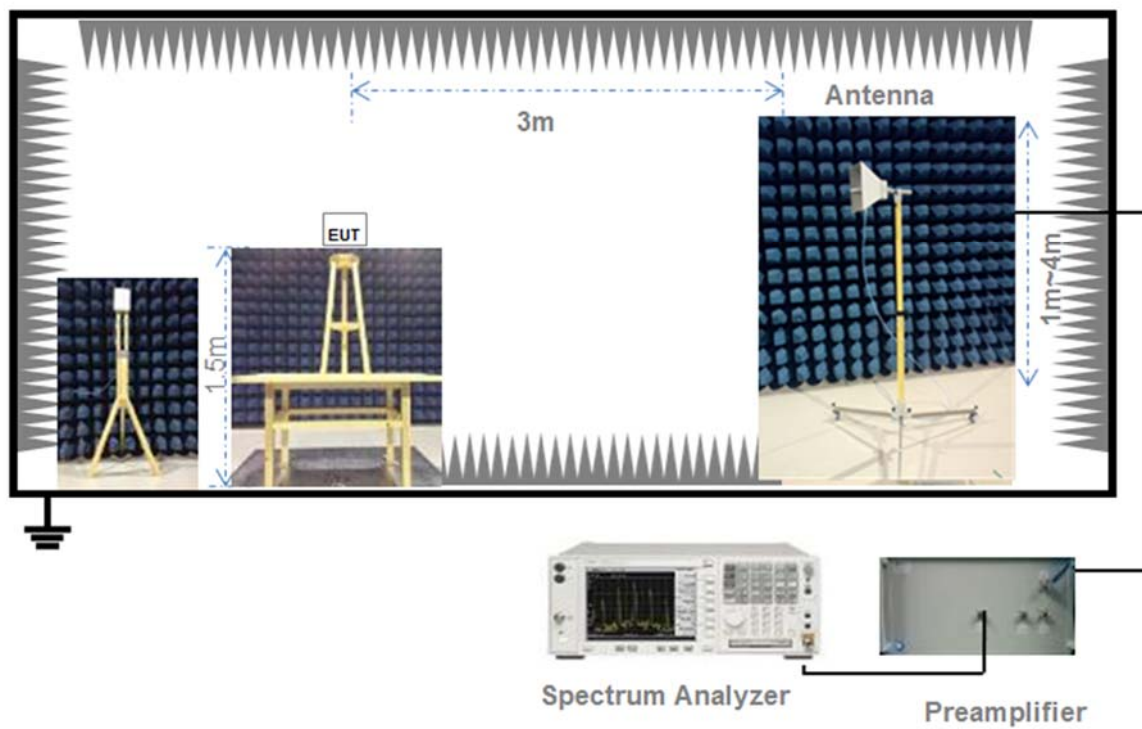 Antenna
3m
EUT
1.5m
1m~4m
Spectrum Analyzer
Preamplifier